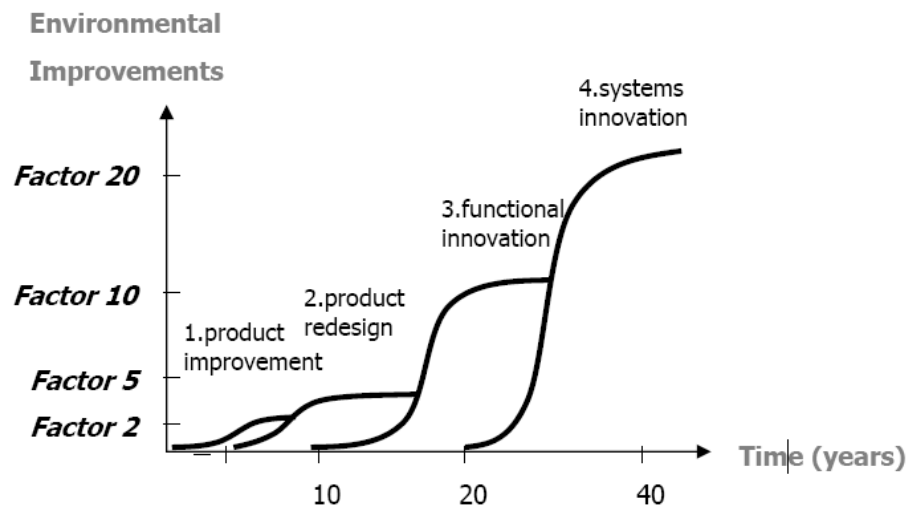 Environmental
Improvements
4.systems
innovation
Factor 20
3.functional
innovation
Factor 10
2.product
redesign
1.product
improvement
Factor 5
Factor 2
Time (years)
10
20
40